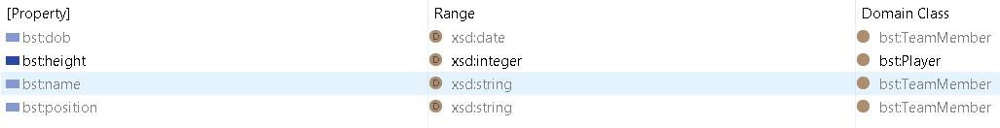 [Property] Range Domain Class
bst:dob D xsd:date bst:TeamMember
bst:height D xsd:integer bst:Player
bst:name D xsd:string bst:TeamMember
bst:position D xsd:string bst:TeamMember